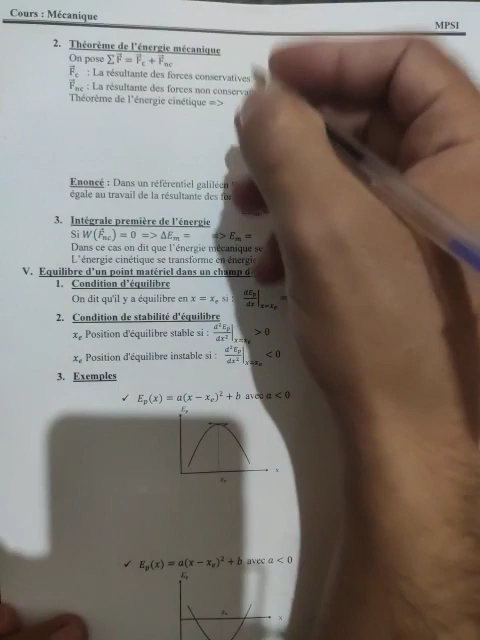 Cours : Mécanique
MPSI
2. Théorème de l'énergie mécanique
On pose ∑F⃗ = F⃗c + F⃗nc
F⃗c : La résultante des forces conservatives
F⃗nc : La résultante des forces non
Théorème de l'énergie cinétique =>
Enoncé : Dans un référentiel galiléen
égale au travail de la résultante des
3. Intégrale première de l'énergie
Si W(F⃗nc) = 0 => ΔEm = => Em =
Dans ce cas on dit que l'énergie mécanique se
L'énergie cinétique se transforme en énergie
V. Equilibre d'un point matériel dans un champ
1. Condition d'équilibre
On dit qu'il y a équilibre en x = xe si : dEp/dx|x=xe =
2. Condition de stabilité d'équilibre
xe Position d'équilibre stable si : d²Ep/dx²|x=xe > 0
xe Position d'équilibre instable si : d²Ep/dx²|x=xe < 0
3. Exemples
✓ Ep(x) = a(x − xe)² + b avec a < 0
x
✓ Ep(x) = a(x − xe)² + b avec a < 0
x